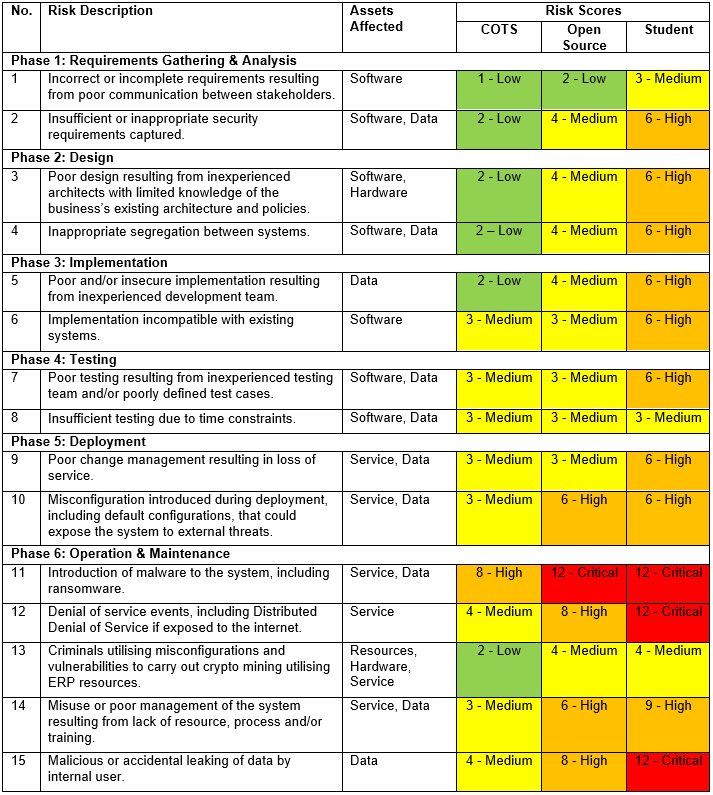 No. Risk Description Assets Affected Risk Scores
COTS Open Source Student
Phase 1: Requirements Gathering & Analysis
1 Incorrect or incomplete requirements resulting Software 1 - Low 2 - Low 3 - Medium
from poor communication between stakeholders.
2 Insufficient or inappropriate security Software, Data 2 - Low 4 - Medium 6 - High
requirements captured.
Phase 2: Design
3 Poor design resulting from inexperienced Software, 2 - Low 4 - Medium 6 - High
architects with limited knowledge of the Hardware
business's existing architecture and policies.
4 Inappropriate segregation between systems. Software, Data 2 – Low 4 - Medium 6 - High
Phase 3: Implementation
5 Poor and/or insecure implementation resulting Data 2 - Low 4 - Medium 6 - High
from inexperienced development team.
6 Implementation incompatible with existing Software 3 - Medium 3 - Medium 6 - High
systems.
Phase 4: Testing
7 Poor testing resulting from inexperienced testing Software, Data 3 - Medium 3 - Medium 6 - High
team and/or poorly defined test cases.
8 Insufficient testing due to time constraints. Software, Data 3 - Medium 3 - Medium 3 - Medium
Phase 5: Deployment
9 Poor change management resulting in loss of Service, Data 3 - Medium 3 - Medium 6 - High
service.
10 Misconfiguration introduced during deployment, Service, Data 3 - Medium 6 - High 6 - High
including default configurations, that could
expose the system to external threats.
Phase 6: Operation & Maintenance
11 Introduction of malware to the system, including Service, Data 8 - High 12 - Critical 12 - Critical
ransomware.
12 Denial of service events, including Distributed Service 4 - Medium 8 - High 12 - Critical
Denial of Service if exposed to the internet.
13 Criminals utilising misconfigurations and Resources, 2 - Low 4 - Medium 4 - Medium
vulnerabilities to carry out crypto mining utilising Hardware,
ERP resources. Service
14 Misuse or poor management of the system Service, Data 3 - Medium 6 - High 9 - High
resulting from lack of resource, process and/or
training.
15 Malicious or accidental leaking of data by Data 4 - Medium 8 - High 12 - Critical
internal user.